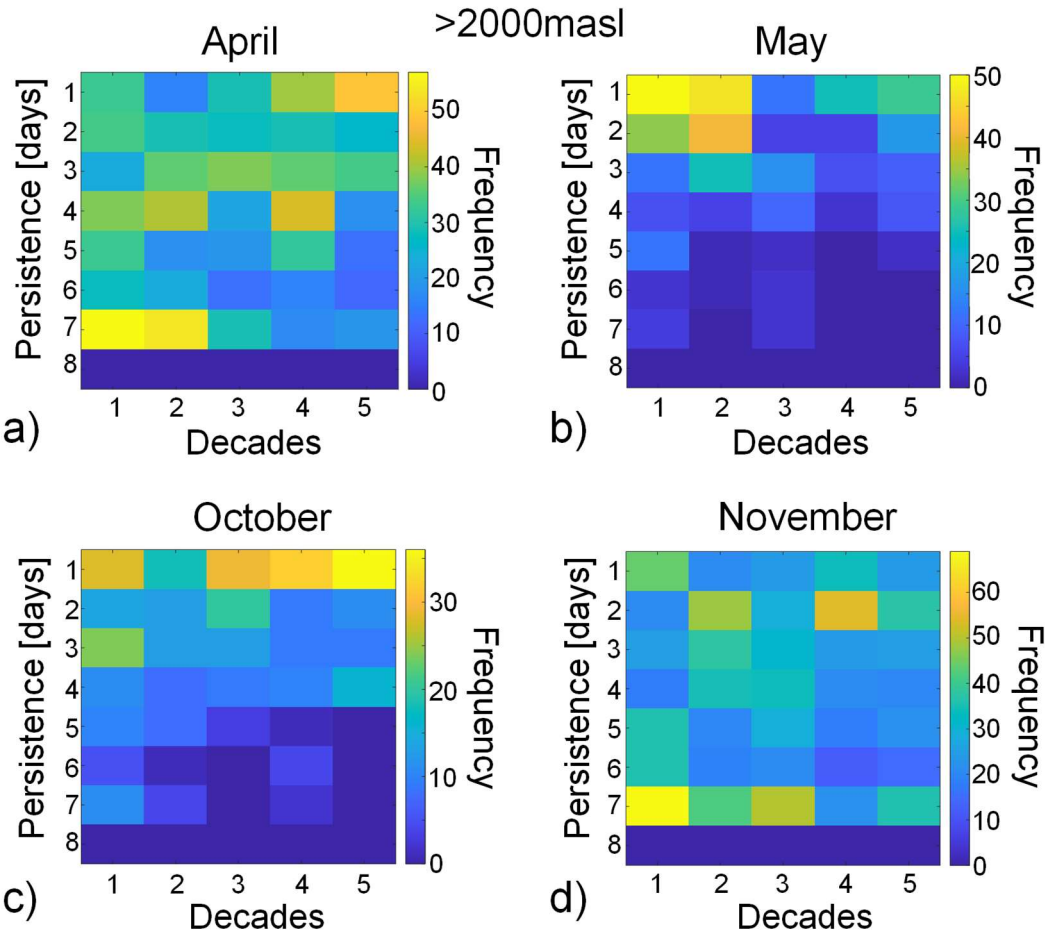 >2000masl
April
Persistence [days]
1
2
3
4
5
6
7
8
1 2 3 4 5
Decades
50
40
30
20
10
0
Frequency
a)
May
Persistence [days]
1
2
3
4
5
6
7
8
1 2 3 4 5
Decades
50
40
30
20
10
0
Frequency
b)
October
Persistence [days]
1
2
3
4
5
6
7
8
1 2 3 4 5
Decades
30
20
10
0
Frequency
c)
November
Persistence [days]
1
2
3
4
5
6
7
8
1 2 3 4 5
Decades
60
50
40
30
20
10
0
Frequency
d)